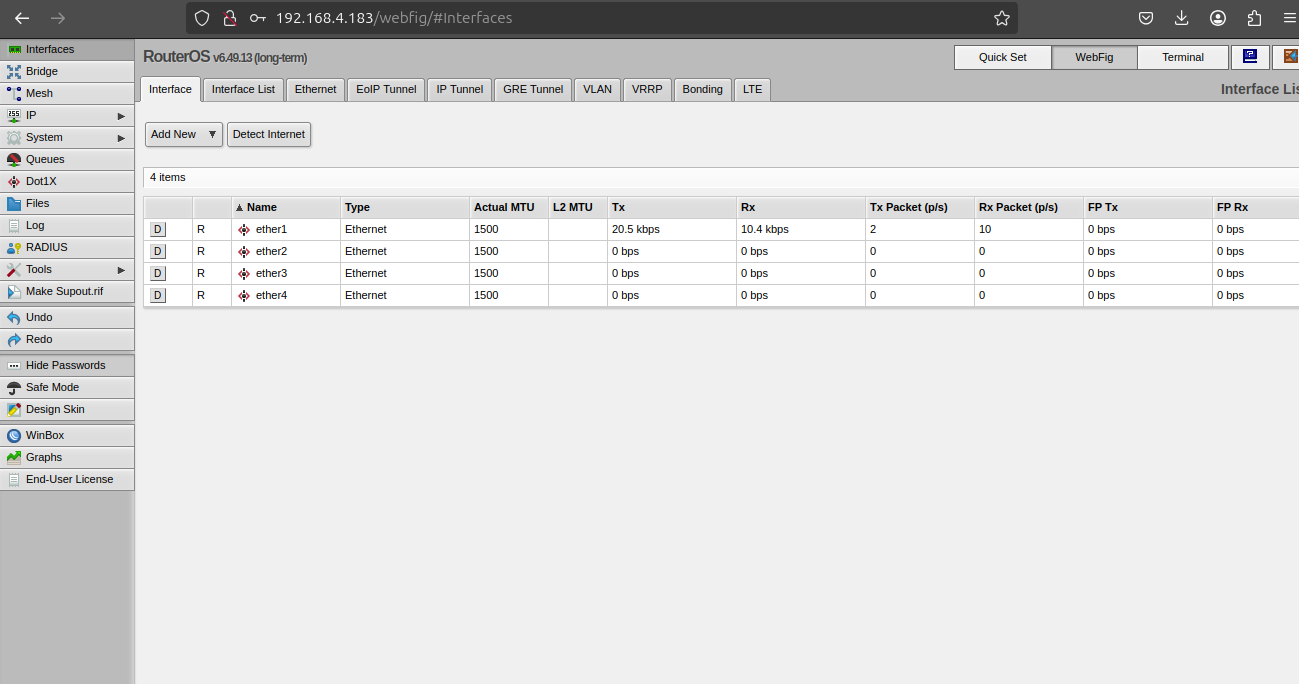 192.168.4.183/webfig/#Interfaces
RouterOS v6.49.13 (long-term)
Quick Set WebFig Terminal
Interfaces
Bridge
Mesh
IP
System
Queues
Dot1X
Files
Log
RADIUS
Tools
Make Supout.rif
Undo
Redo
Hide Passwords
Safe Mode
Design Skin
WinBox
Graphs
End-User License
Interface Interface List Ethernet EoIP Tunnel IP Tunnel GRE Tunnel VLAN VRRP Bonding LTE
Interface Lis
Add New ▼ Detect Internet
4 items
▲ Name Type Actual MTU L2 MTU Tx Rx Tx Packet (p/s) Rx Packet (p/s) FP Tx FP Rx
D R ether1 Ethernet 1500 20.5 kbps 10.4 kbps 2 10 0 bps 0 bps
D R ether2 Ethernet 1500 0 bps 0 bps 0 0 0 bps 0 bps
D R ether3 Ethernet 1500 0 bps 0 bps 0 0 0 bps 0 bps
D R ether4 Ethernet 1500 0 bps 0 bps 0 0 0 bps 0 bps